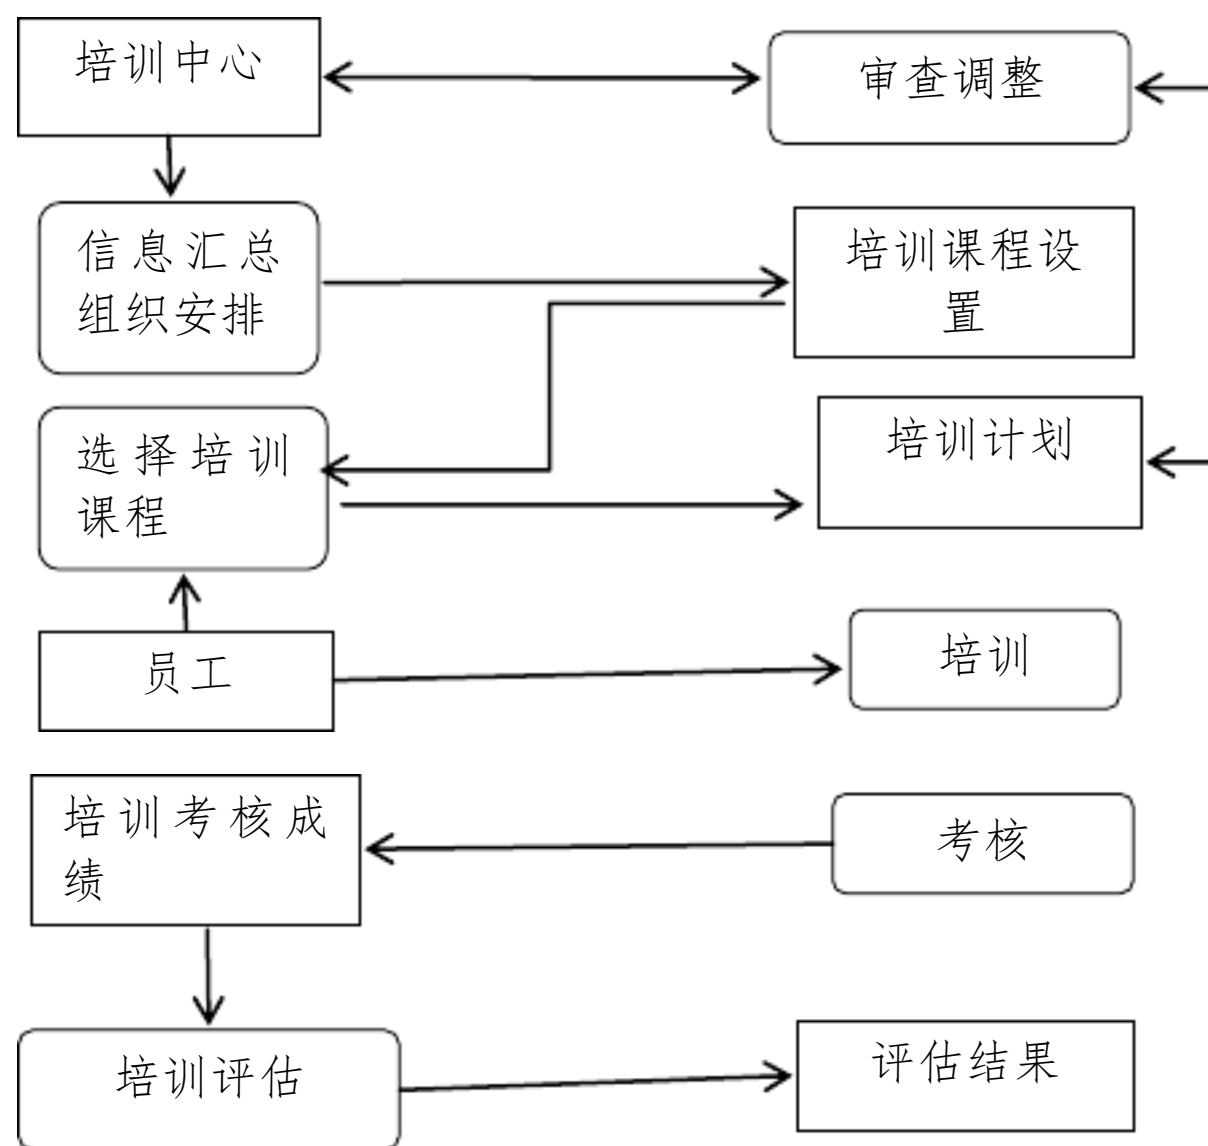 培训中心
审查调整
信息汇总
组织安排
培训课程设
置
选择培训
课程
培训计划
员工
培训
培训考核成
绩
考核
培训评估
评估结果